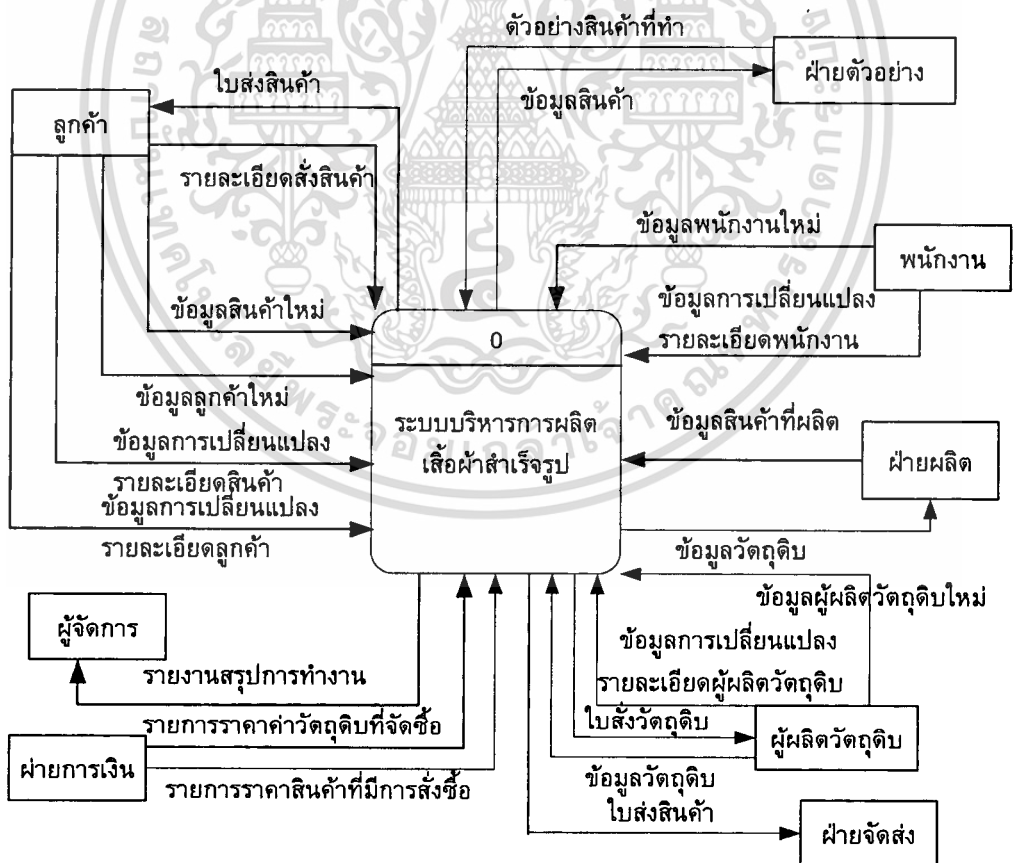 ตัวอย่างสินค้าที่ทำ
ฝ่ายตัวอย่าง
ใบส่งสินค้า
ข้อมูลสินค้า
ลูกค้า
รายละเอียดสั่งสินค้า
ข้อมูลพนักงานใหม่
พนักงาน
ข้อมูลการเปลี่ยนแปลง
รายละเอียดพนักงาน
ข้อมูลสินค้าใหม่
0
ข้อมูลลูกค้าใหม่
ระบบบริหารการผลิต
เสื้อผ้าสำเร็จรูป
ข้อมูลสินค้าที่ผลิต
ฝ่ายผลิต
ข้อมูลการเปลี่ยนแปลง
รายละเอียดสินค้า
ข้อมูลการเปลี่ยนแปลง
รายละเอียดลูกค้า
ข้อมูลวัตถุดิบ
ข้อมูลผู้ผลิตวัตถุดิบใหม่
ผู้จัดการ
ข้อมูลการเปลี่ยนแปลง
รายงานสรุปการทำงาน
รายละเอียดผู้ผลิตวัตถุดิบ
รายการราคาค่าวัตถุดิบที่จัดซื้อ
ใบสั่งวัตถุดิบ
ผู้ผลิตวัตถุดิบ
ฝ่ายการเงิน
รายการราคาสินค้าที่มีการสั่งซื้อ
ข้อมูลวัตถุดิบ
ใบส่งสินค้า
ฝ่ายจัดส่ง